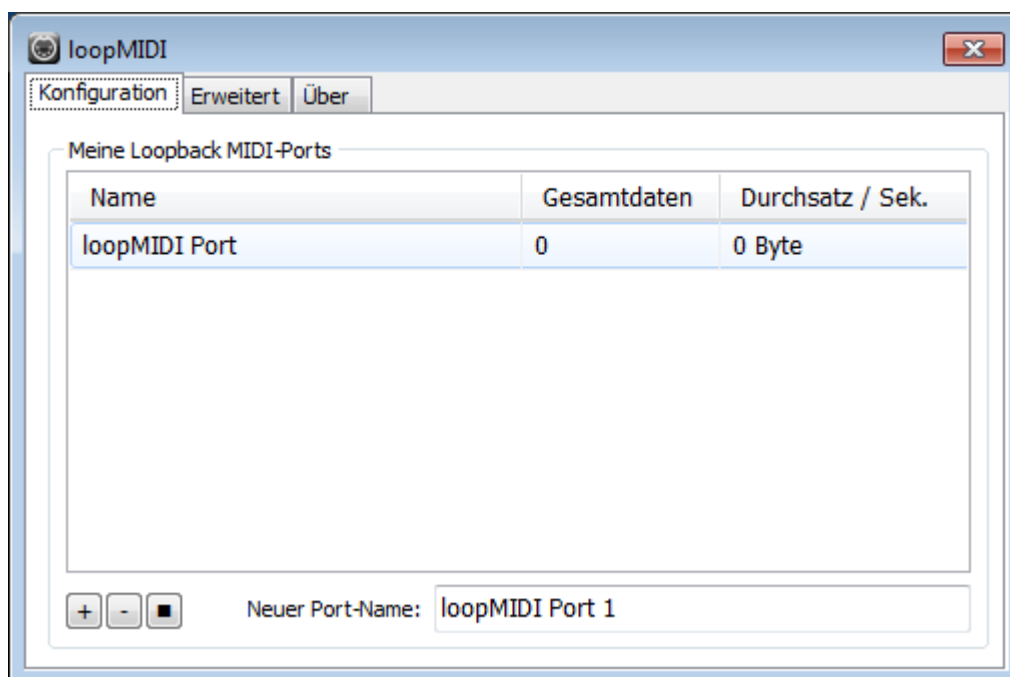 loopMIDI
Konfiguration Erweitert Über
Meine Loopback MIDI-Ports
Name Gesamtdaten Durchsatz / Sek.
loopMIDI Port 0 0 Byte
+ - ■ Neuer Port-Name: loopMIDI Port 1